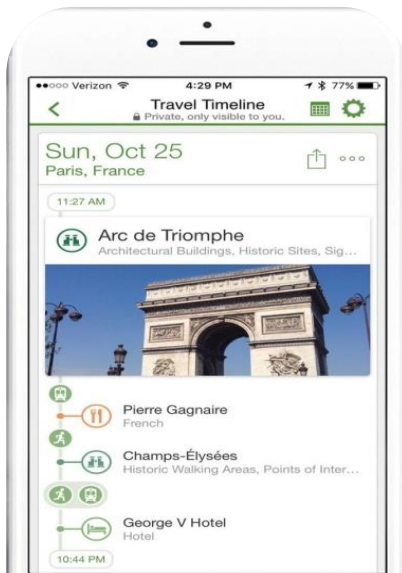 Verizon 4:29 PM 77%
Travel Timeline
Private, only visible to you.
Sun, Oct 25
Paris, France
11:27 AM
Arc de Triomphe
Architectural Buildings, Historic Sites, Sig...
Pierre Gagnaire
French
Champs-Élysées
Historic Walking Areas, Points of Inter...
George V Hotel
Hotel
10:44 PM